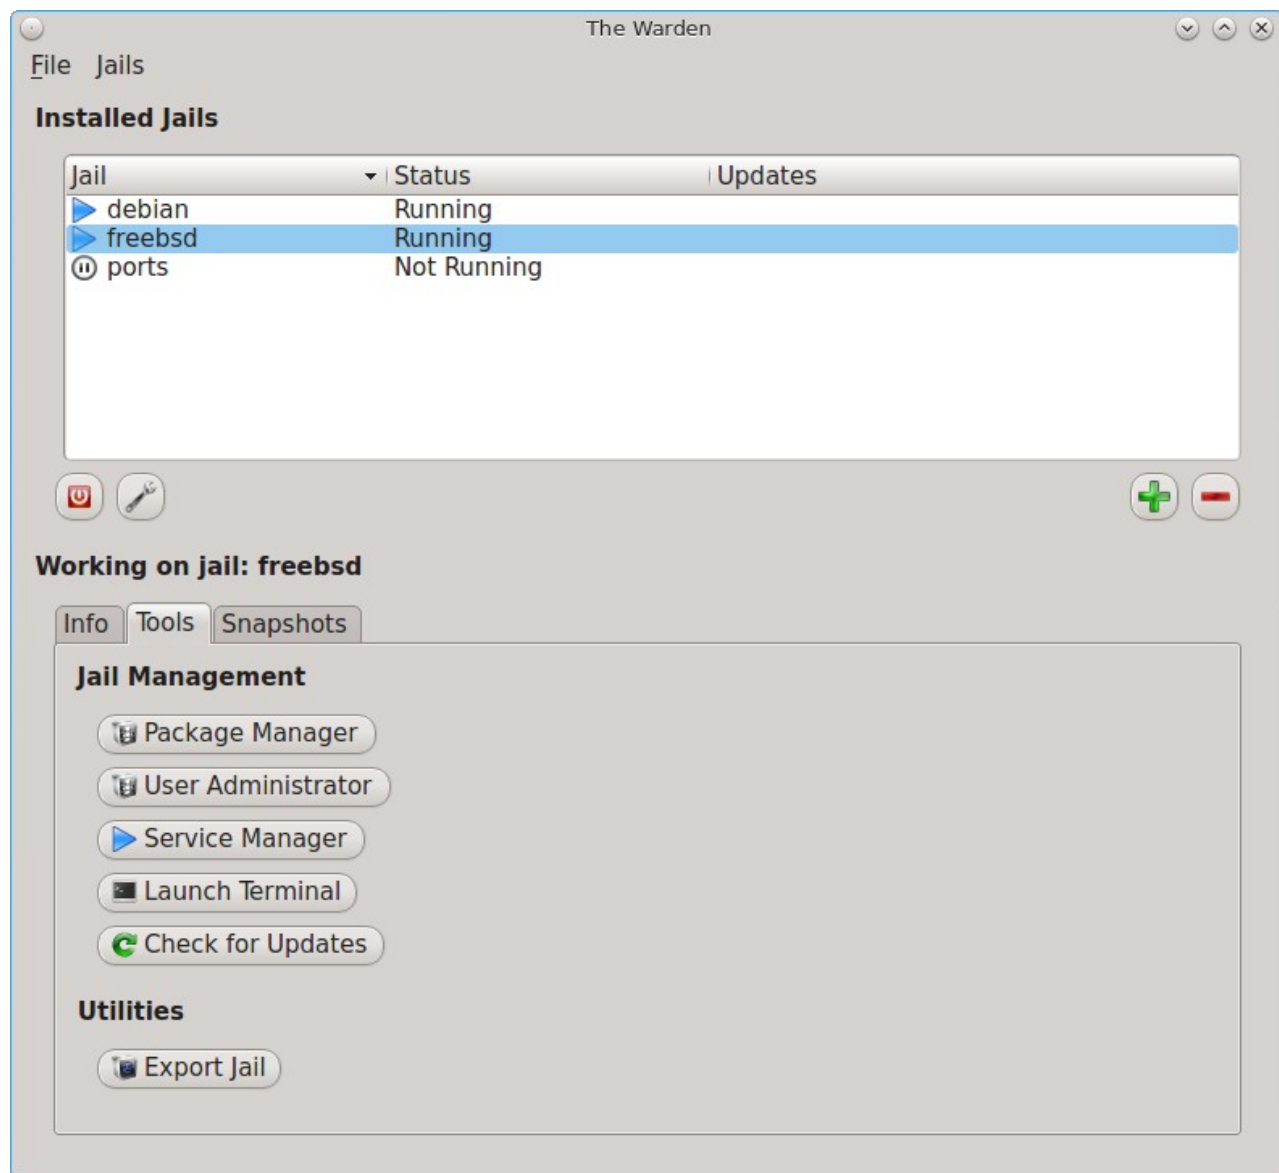 The Warden
File Jails
Installed Jails
Jail Status Updates
debian Running
freebsd Running
ports Not Running
Working on jail: freebsd
Info Tools Snapshots
Jail Management
Package Manager
User Administrator
Service Manager
Launch Terminal
Check for Updates
Utilities
Export Jail